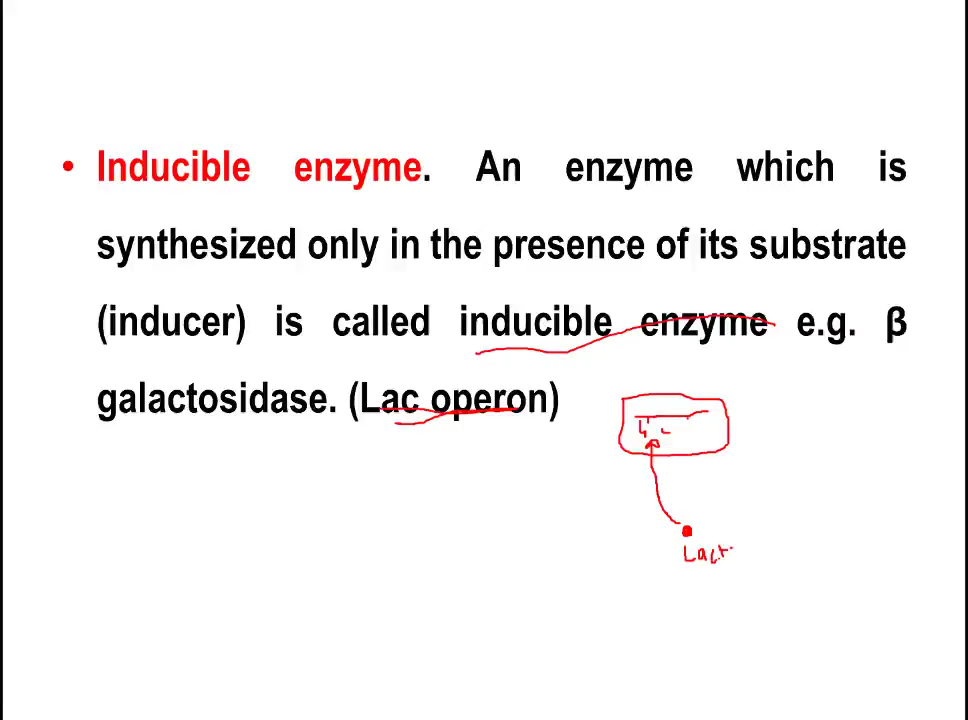 • Inducible enzyme. An enzyme which is
synthesized only in the presence of its substrate
(inducer) is called inducible enzyme e.g. β
galactosidase. (Lac operon)
Lact.